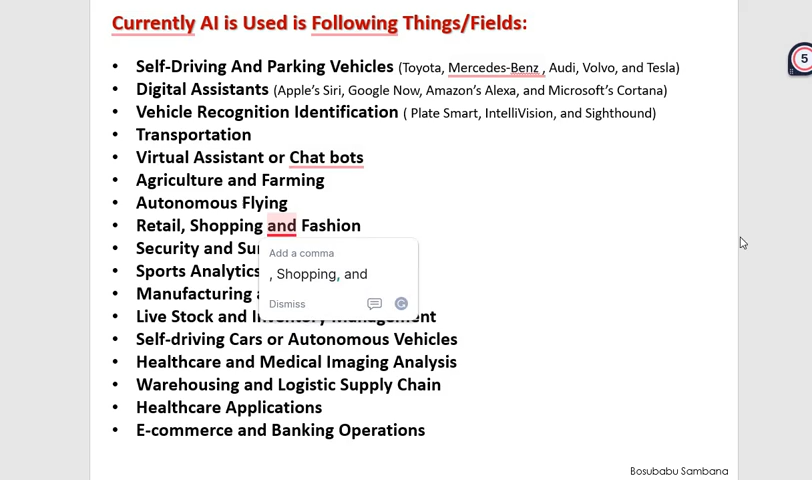 Currently AI is Used is Following Things/Fields:
• Self-Driving And Parking Vehicles (Toyota, Mercedes-Benz , Audi, Volvo, and Tesla)
• Digital Assistants (Apple's Siri, Google Now, Amazon's Alexa, and Microsoft's Cortana)
• Vehicle Recognition Identification ( Plate Smart, IntelliVision, and Sighthound)
• Transportation
• Virtual Assistant or Chat bots
• Agriculture and Farming
• Autonomous Flying
• Retail, Shopping and Fashion
• Security and
Add a comma
• Sports Analytics
, Shopping, and
• Manufacturing
Dismiss
• Live Stock and Inventory Management
• Self-driving Cars or Autonomous Vehicles
• Healthcare and Medical Imaging Analysis
• Warehousing and Logistic Supply Chain
• Healthcare Applications
• E-commerce and Banking Operations
Bosubabu Sambana
5